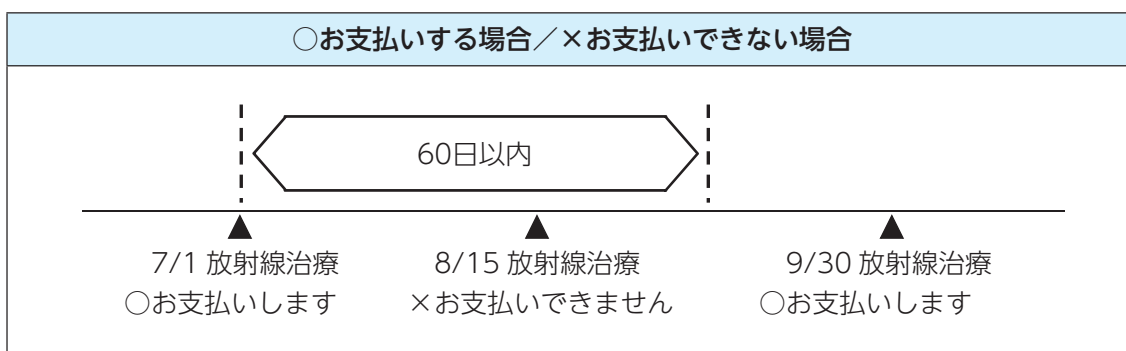 ○お支払いする場合／×お支払いできない場合
60日以内
7/1 放射線治療
○お支払いします
8/15 放射線治療
×お支払いできません
9/30 放射線治療
○お支払いします